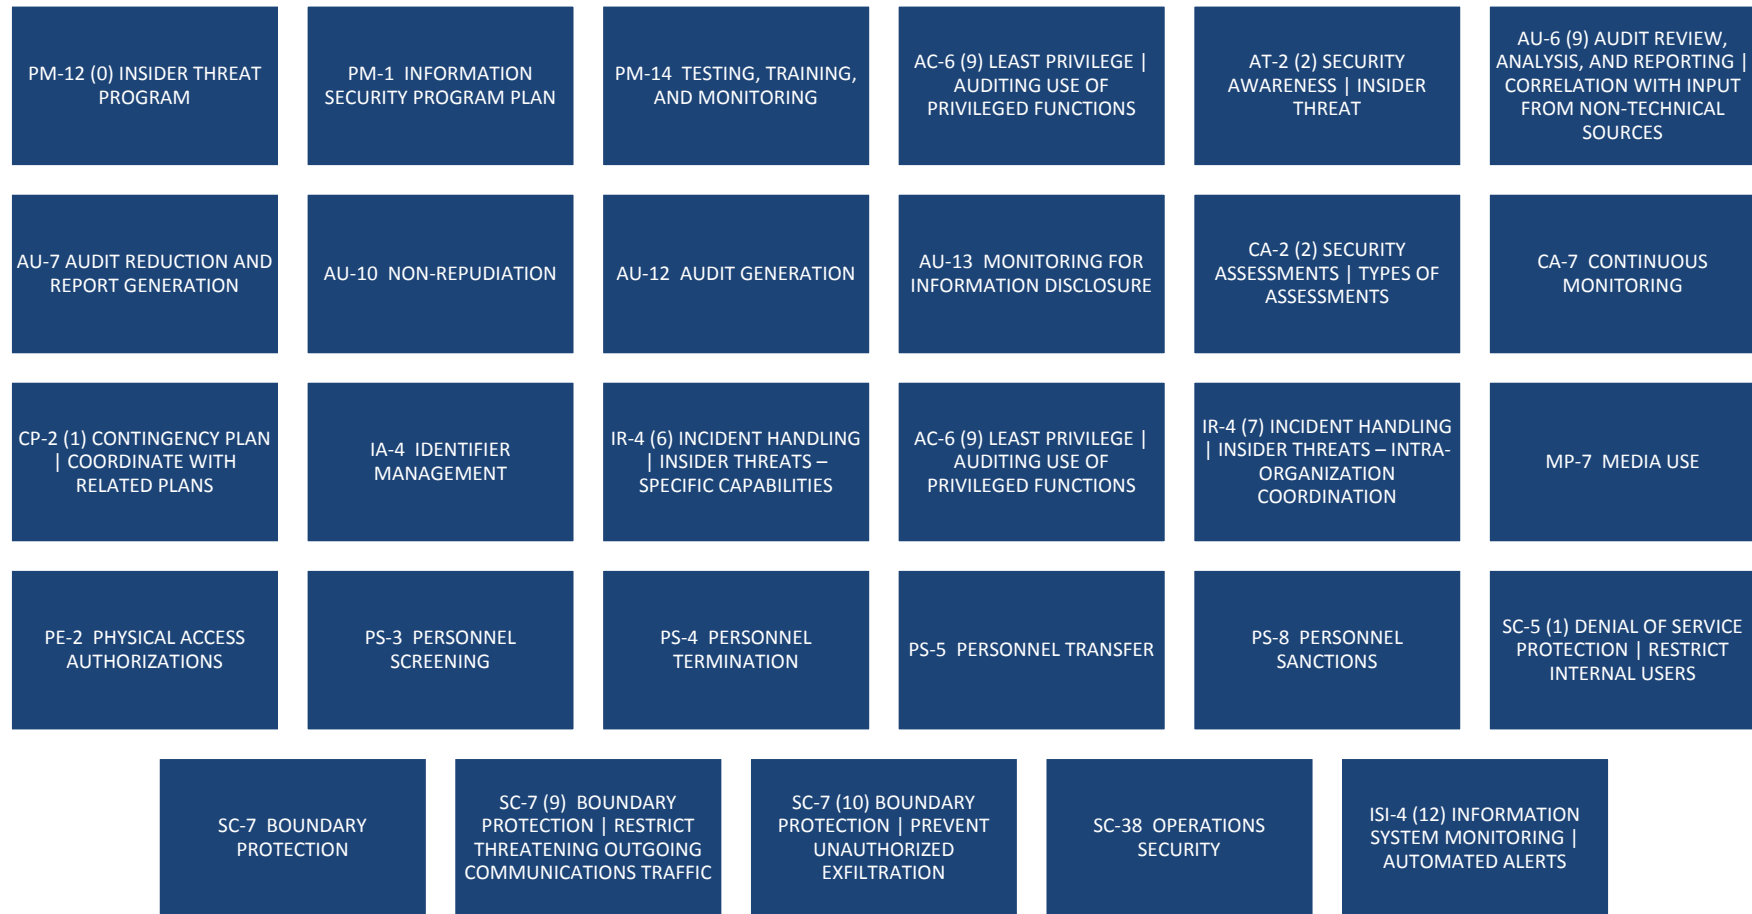 PM-12 (0) INSIDER THREAT
PROGRAM
PM-1  INFORMATION
SECURITY PROGRAM PLAN
PM-14  TESTING, TRAINING,
AND MONITORING
AC-6 (9) LEAST PRIVILEGE |
AUDITING USE OF
PRIVILEGED FUNCTIONS
AT-2 (2) SECURITY
AWARENESS | INSIDER
THREAT
AU-6 (9) AUDIT REVIEW,
ANALYSIS, AND REPORTING |
CORRELATION WITH INPUT
FROM NON-TECHNICAL
SOURCES
AU-7 AUDIT REDUCTION AND
REPORT GENERATION
AU-10  NON-REPUDIATION
AU-12  AUDIT GENERATION
AU-13  MONITORING FOR
INFORMATION DISCLOSURE
CA-2 (2) SECURITY
ASSESSMENTS | TYPES OF
ASSESSMENTS
CA-7  CONTINUOUS
MONITORING
CP-2 (1) CONTINGENCY PLAN
| COORDINATE WITH
RELATED PLANS
IA-4  IDENTIFIER
MANAGEMENT
IR-4 (6) INCIDENT HANDLING
| INSIDER THREATS –
SPECIFIC CAPABILITIES
AC-6 (9) LEAST PRIVILEGE |
AUDITING USE OF
PRIVILEGED FUNCTIONS
IR-4 (7) INCIDENT HANDLING
| INSIDER THREATS – INTRA-
ORGANIZATION
COORDINATION
MP-7  MEDIA USE
PE-2  PHYSICAL ACCESS
AUTHORIZATIONS
PS-3  PERSONNEL
SCREENING
PS-4  PERSONNEL
TERMINATION
PS-5  PERSONNEL TRANSFER
PS-8  PERSONNEL
SANCTIONS
SC-5 (1) DENIAL OF SERVICE
PROTECTION | RESTRICT
INTERNAL USERS
SC-7  BOUNDARY
PROTECTION
SC-7 (9)  BOUNDARY
PROTECTION | RESTRICT
THREATENING OUTGOING
COMMUNICATIONS TRAFFIC
SC-7 (10) BOUNDARY
PROTECTION | PREVENT
UNAUTHORIZED
EXFILTRATION
SC-38  OPERATIONS
SECURITY
ISI-4 (12) INFORMATION
SYSTEM MONITORING |
AUTOMATED ALERTS